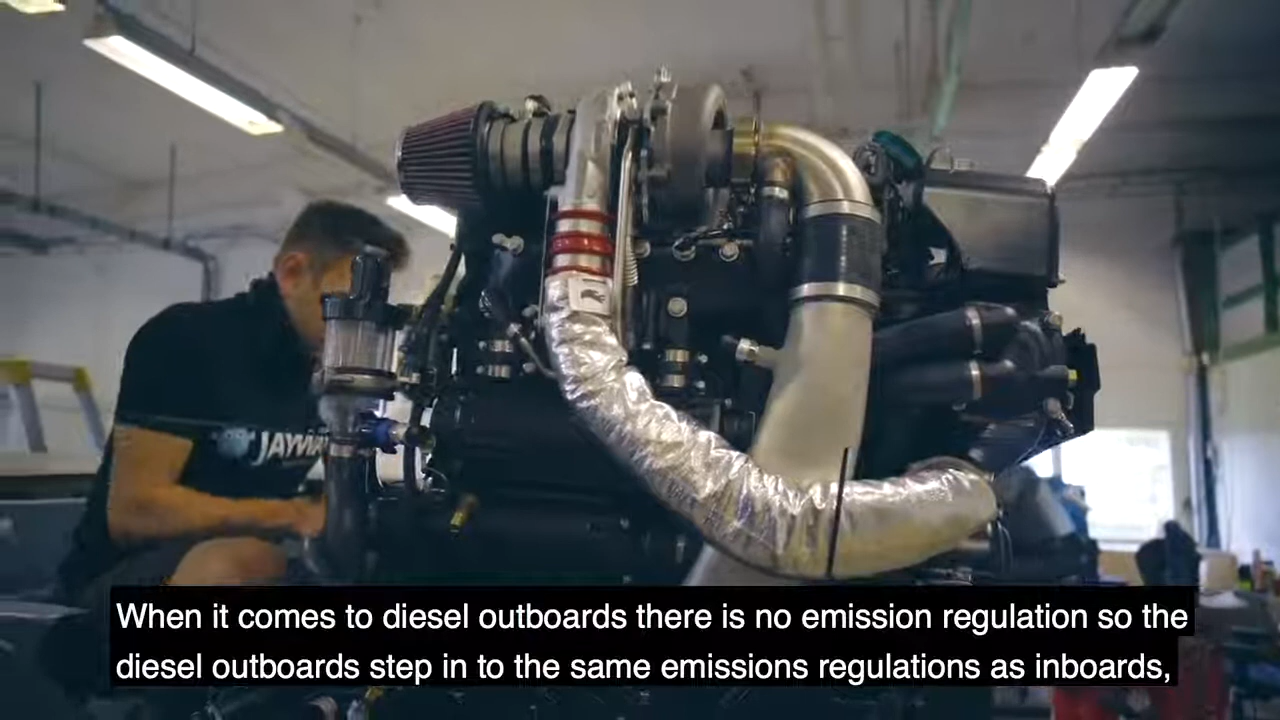 When it comes to diesel outboards there is no emission regulation so the
diesel outboards step in to the same emissions regulations as inboards,